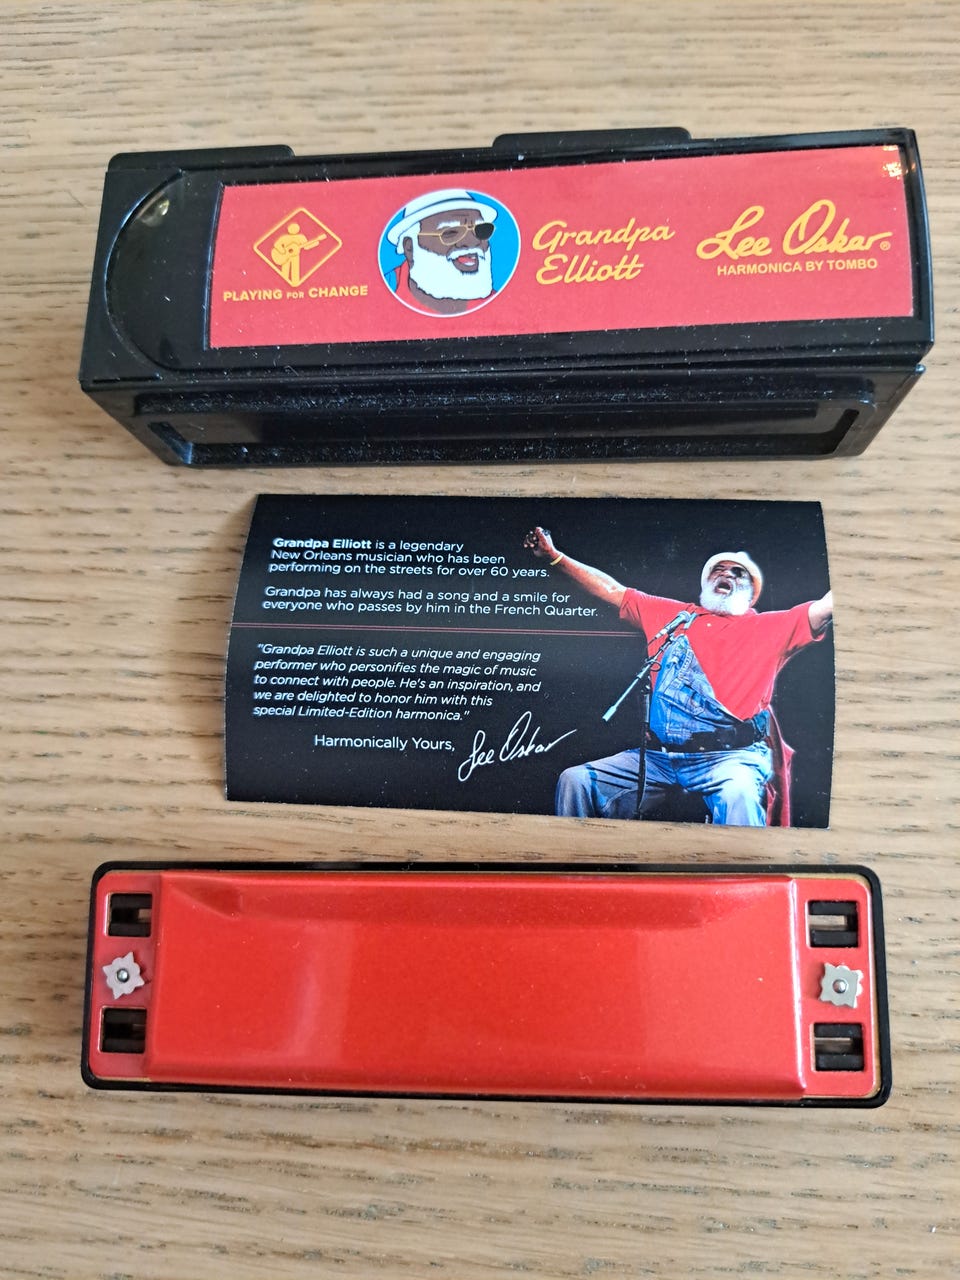 PLAYING FOR CHANGE
Grandpa
Elliott
Lee Oskar®
HARMONICA BY TOMBO
Grandpa Elliott is a legendary
New Orleans musician who has been
performing on the streets for over 60 years.
Grandpa has always had a song and a smile for
everyone who passes by him in the French Quarter.
"Grandpa Elliott is such a unique and engaging
performer who personifies the magic of music
to connect with people. He's an inspiration, and
we are delighted to honor him with this
special Limited-Edition harmonica."
Harmonically Yours, Lee Oskar